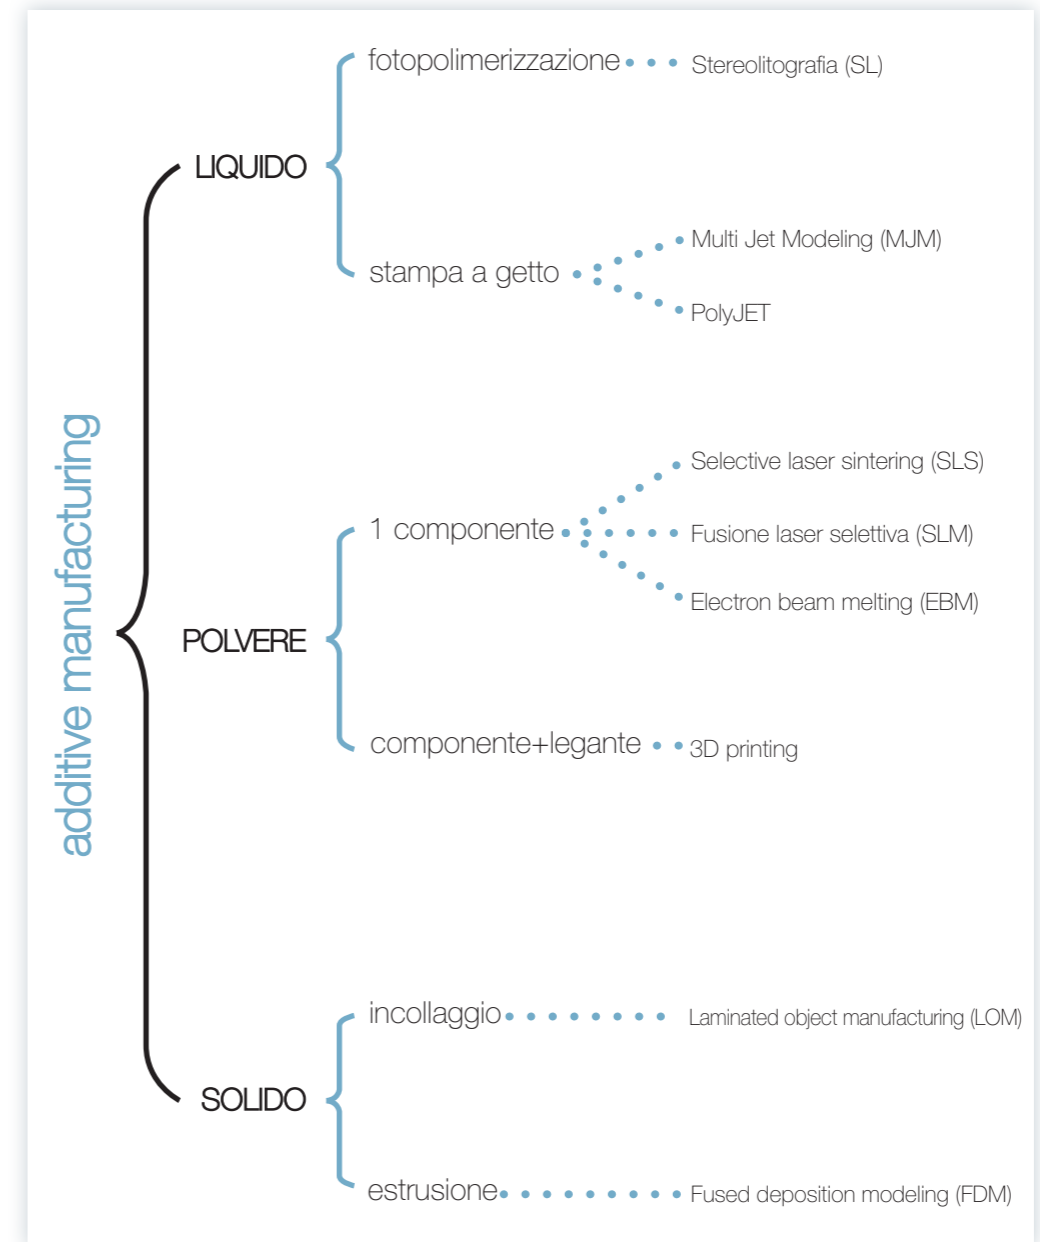 additive manufacturing
LIQUIDO
fotopolimerizzazione
Stereolitografia (SL)
stampa a getto
Multi Jet Modeling (MJM)
PolyJET
POLVERE
1 componente
Selective laser sintering (SLS)
Fusione laser selettiva (SLM)
Electron beam melting (EBM)
componente+legante
3D printing
SOLIDO
incollaggio
Laminated object manufacturing (LOM)
estrusione
Fused deposition modeling (FDM)